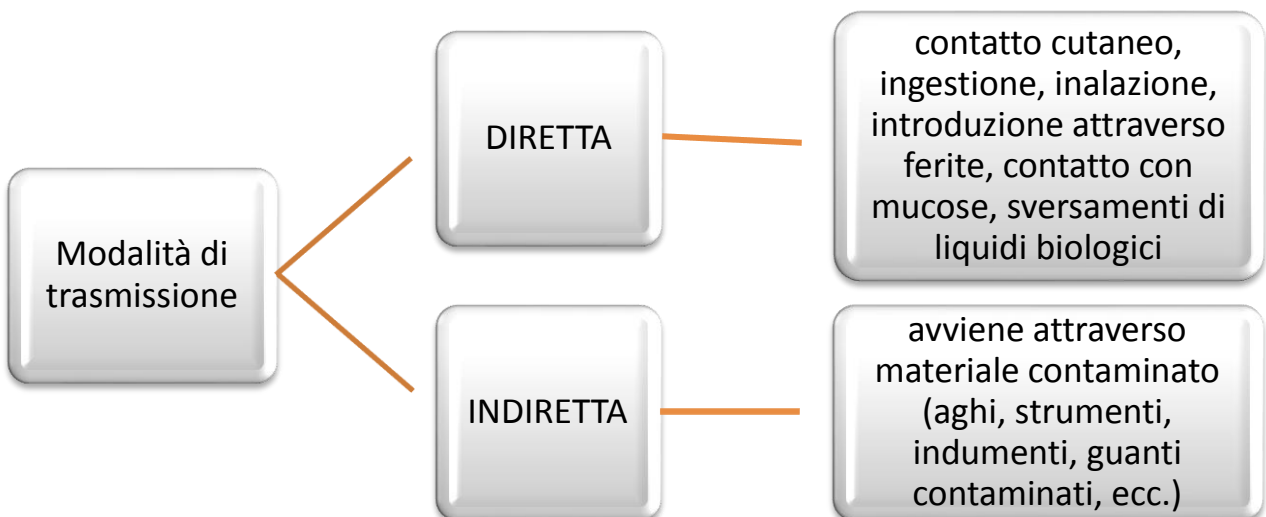 Modalità di
trasmissione
DIRETTA
contatto cutaneo,
ingestione, inalazione,
introduzione attraverso
ferite, contatto con
mucose, sversamenti di
liquidi biologici
INDIRETTA
avviene attraverso
materiale contaminato
(aghi, strumenti,
indumenti, guanti
contaminati, ecc.)